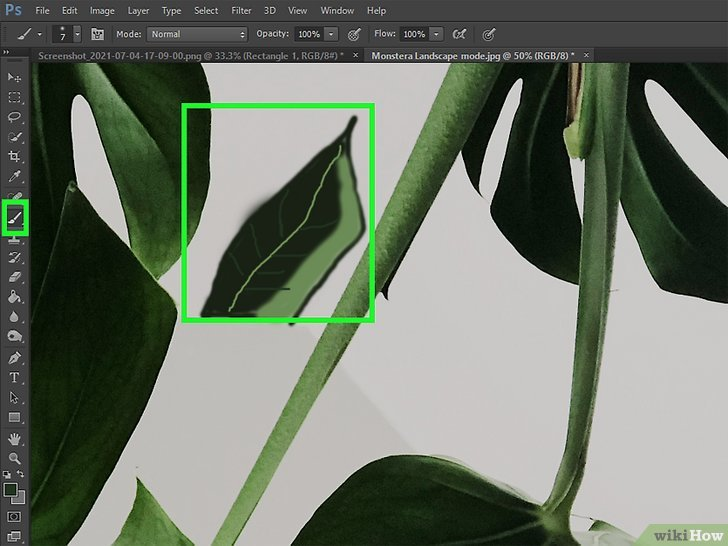 Ps File Edit Image Layer Type Select Filter 3D View Window Help
7 Mode: Normal Opacity: 100% Flow: 100%
Screenshot_2021-07-04-17-09-00.png @ 33.3% (Rectangle 1, RGB/8#) * × Monstera Landscape mode.jpg @ 50% (RGB/8) * ×
T
wikiHow